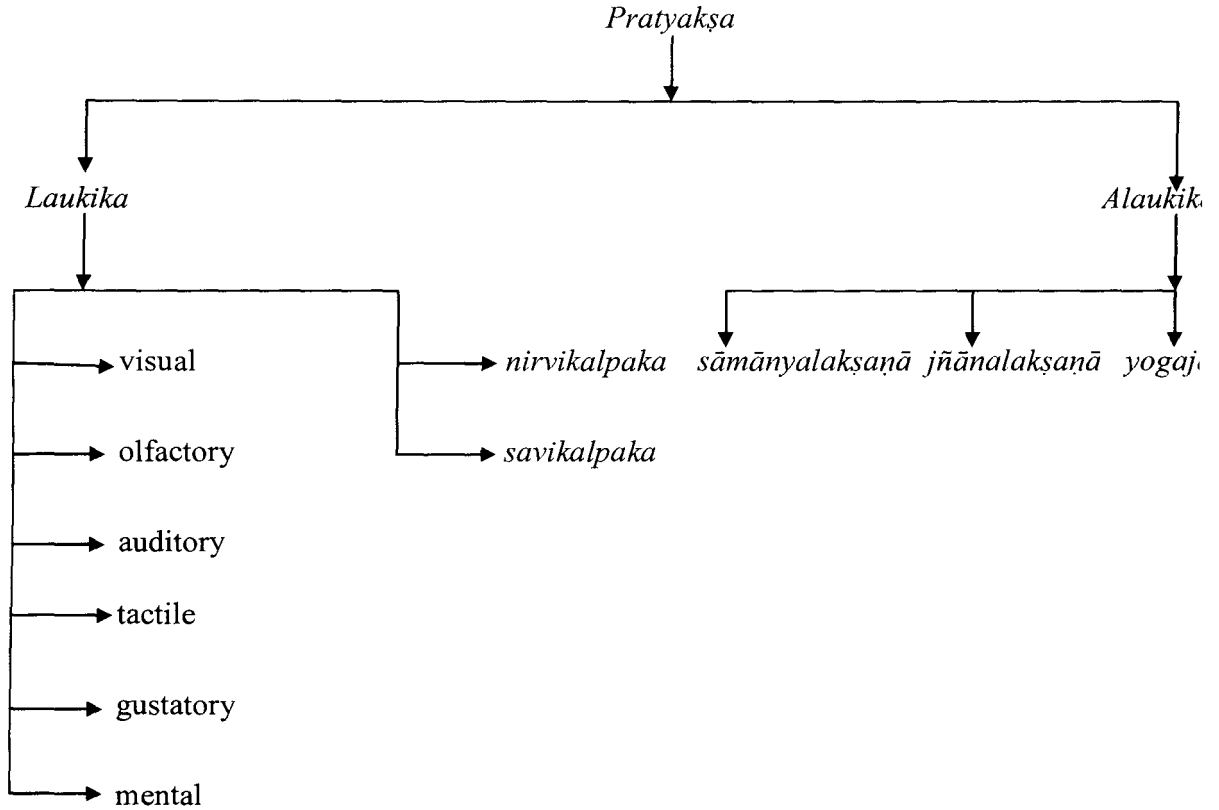 Pratyakṣa
Laukika
visual
olfactory
auditory
tactile
gustatory
mental
nirvikalpaka
savikalpaka
sāmānyalakṣaṇā jñānalakṣaṇā